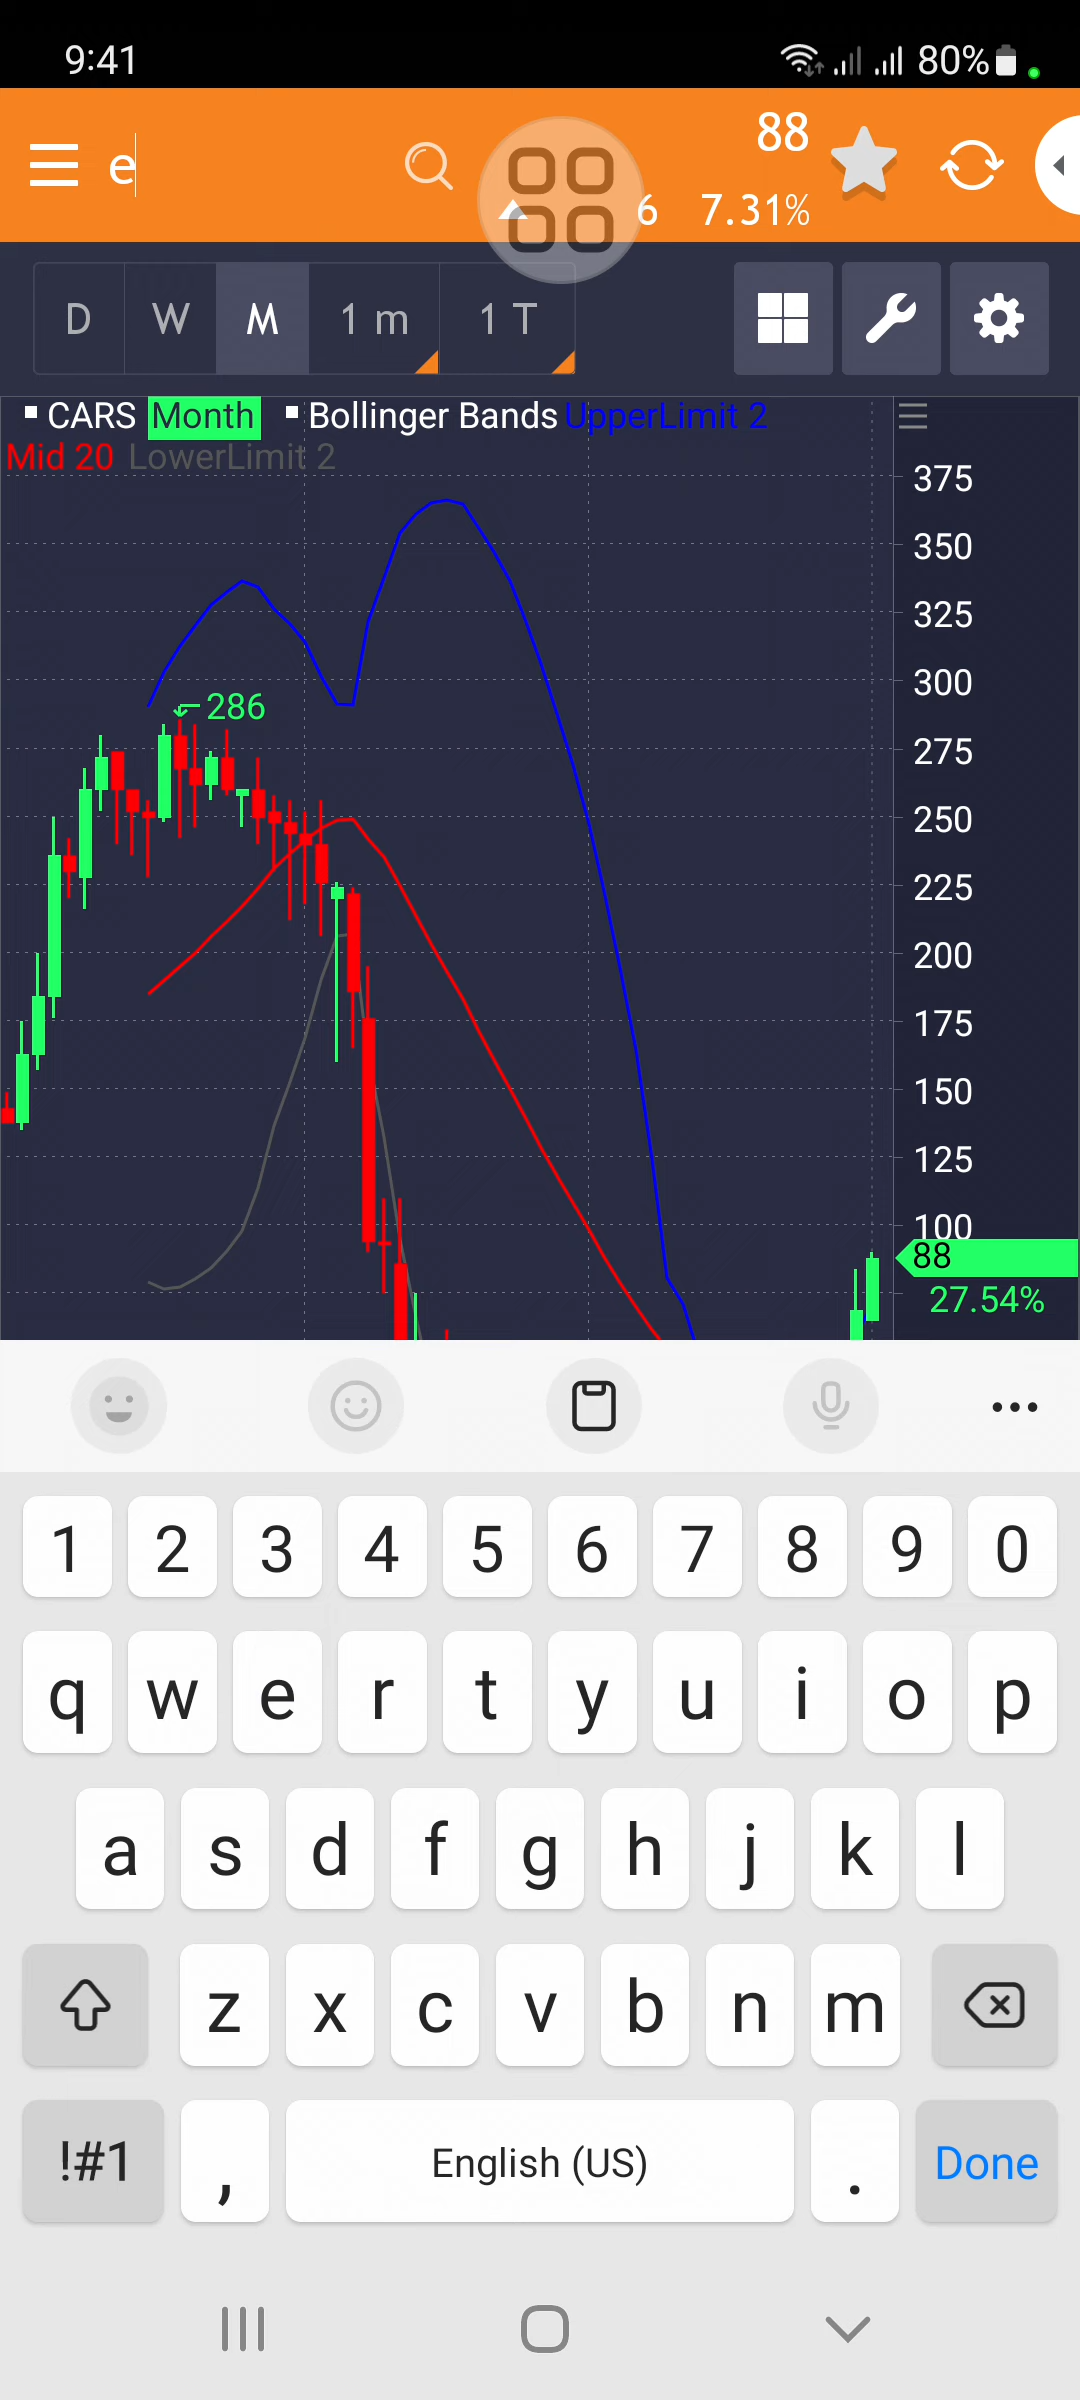 9:41 80%
e 88
6 7.31%
D W M 1 m 1 T
CARS Month Bollinger Bands UpperLimit 2
Mid 20 LowerLimit 2
375
350
325
300
286
275
250
225
200
175
150
125
100
88
27.54%
1 2 3 4 5 6 7 8 9 0
q w e r t y u i o p
a s d f g h j k l
z x c v b n m
!#1 , English (US) . Done